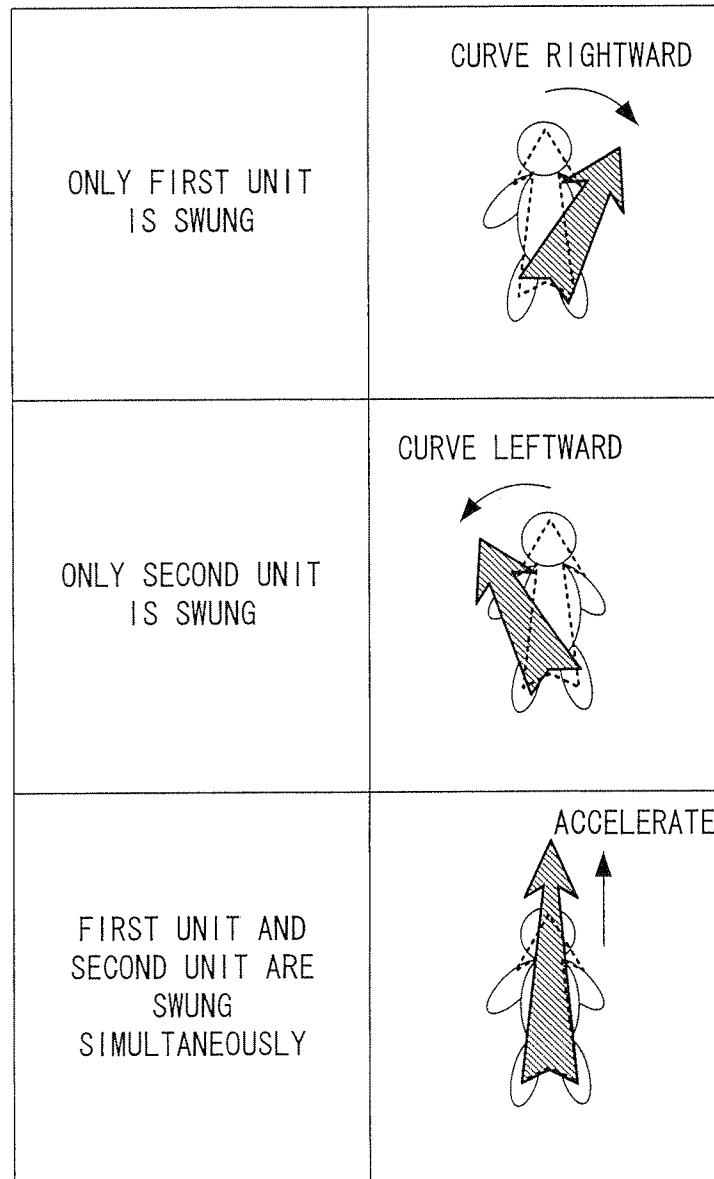 CURVE RIGHTWARD
ONLY FIRST UNIT
IS SWUNG
CURVE LEFTWARD
ONLY SECOND UNIT
IS SWUNG
ACCELERATE
FIRST UNIT AND
SECOND UNIT ARE
SWUNG
SIMULTANEOUSLY